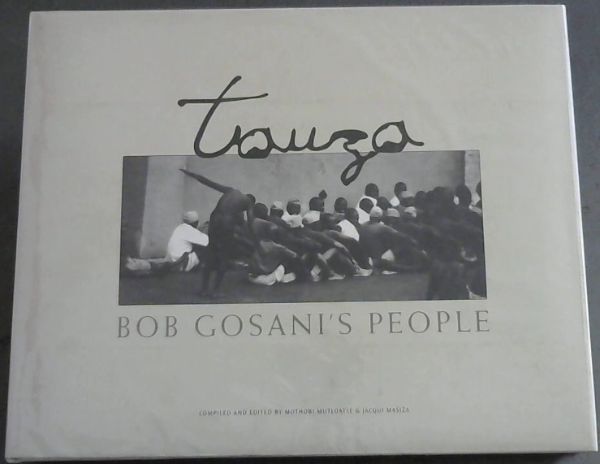 tauza
BOB GOSANI'S PEOPLE
COMPILED AND EDITED BY MOTHOBI MUTLOATSE & JACQUI MASIZA